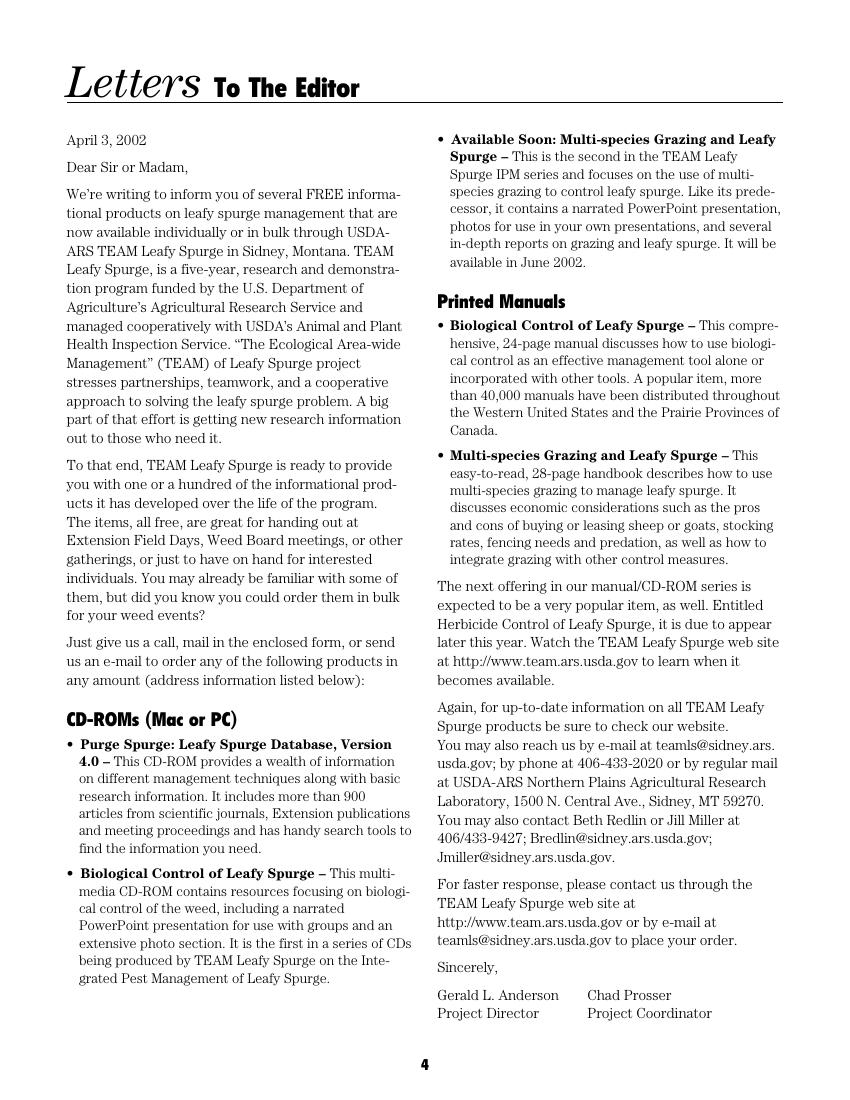 Letters To The Editor
April 3, 2002
Dear Sir or Madam,
We're writing to inform you of several FREE informa-
tional products on leafy spurge management that are
now available individually or in bulk through USDA-
ARS TEAM Leafy Spurge in Sidney, Montana. TEAM
Leafy Spurge, is a five-year, research and demonstra-
tion program funded by the U.S. Department of
Agriculture's Agricultural Research Service and
managed cooperatively with USDA's Animal and Plant
Health Inspection Service. "The Ecological Area-wide
Management" (TEAM) of Leafy Spurge project
stresses partnerships, teamwork, and a cooperative
approach to solving the leafy spurge problem. A big
part of that effort is getting new research information
out to those who need it.
To that end, TEAM Leafy Spurge is ready to provide
you with one or a hundred of the informational prod-
ucts it has developed over the life of the program.
The items, all free, are great for handing out at
Extension Field Days, Weed Board meetings, or other
gatherings, or just to have on hand for interested
individuals. You may already be familiar with some of
them, but did you know you could order them in bulk
for your weed events?
Just give us a call, mail in the enclosed form, or send
us an e-mail to order any of the following products in
any amount (address information listed below):
CD-ROMs (Mac or PC)
• Purge Spurge: Leafy Spurge Database, Version
4.0 – This CD-ROM provides a wealth of information
on different management techniques along with basic
research information. It includes more than 900
articles from scientific journals, Extension publications
and meeting proceedings and has handy search tools to
find the information you need.
• Biological Control of Leafy Spurge – This multi-
media CD-ROM contains resources focusing on biologi-
cal control of the weed, including a narrated
PowerPoint presentation for use with groups and an
extensive photo section. It is the first in a series of CDs
being produced by TEAM Leafy Spurge on the Inte-
grated Pest Management of Leafy Spurge.
• Available Soon: Multi-species Grazing and Leafy
Spurge – This is the second in the TEAM Leafy
Spurge IPM series and focuses on the use of multi-
species grazing to control leafy spurge. Like its prede-
cessor, it contains a narrated PowerPoint presentation,
photos for use in your own presentations, and several
in-depth reports on grazing and leafy spurge. It will be
available in June 2002.
Printed Manuals
• Biological Control of Leafy Spurge – This compre-
hensive, 24-page manual discusses how to use biologi-
cal control as an effective management tool alone or
incorporated with other tools. A popular item, more
than 40,000 manuals have been distributed throughout
the Western United States and the Prairie Provinces of
Canada.
• Multi-species Grazing and Leafy Spurge – This
easy-to-read, 28-page handbook describes how to use
multi-species grazing to manage leafy spurge. It
discusses economic considerations such as the pros
and cons of buying or leasing sheep or goats, stocking
rates, fencing needs and predation, as well as how to
integrate grazing with other control measures.
The next offering in our manual/CD-ROM series is
expected to be a very popular item, as well. Entitled
Herbicide Control of Leafy Spurge, it is due to appear
later this year. Watch the TEAM Leafy Spurge web site
at http://www.team.ars.usda.gov to learn when it
becomes available.
Again, for up-to-date information on all TEAM Leafy
Spurge products be sure to check our website.
You may also reach us by e-mail at teamls@sidney.ars.
usda.gov; by phone at 406-433-2020 or by regular mail
at USDA-ARS Northern Plains Agricultural Research
Laboratory, 1500 N. Central Ave., Sidney, MT 59270.
You may also contact Beth Redlin or Jill Miller at
406/433-9427; Bredlin@sidney.ars.usda.gov;
Jmiller@sidney.ars.usda.gov.
For faster response, please contact us through the
TEAM Leafy Spurge web site at
http://www.team.ars.usda.gov or by e-mail at
teamls@sidney.ars.usda.gov to place your order.
Sincerely,
Gerald L. Anderson Chad Prosser
Project Director Project Coordinator
4